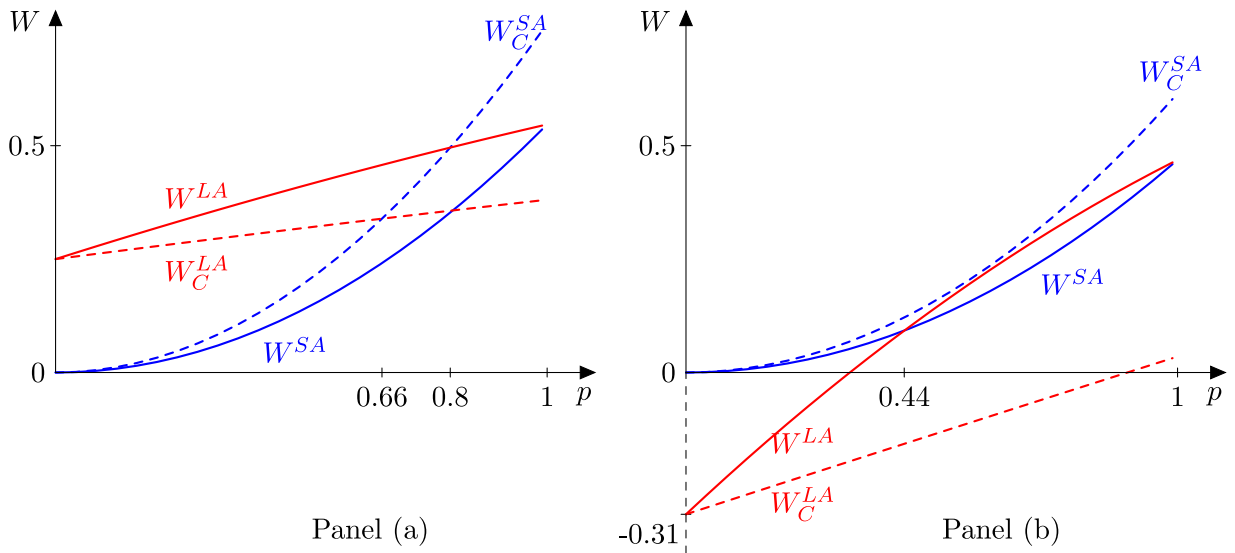 W
W_C^{SA}
0.5
W^{LA}
W_C^{LA}
W^{SA}
0
0.66
0.8
1
p
Panel (a)
W
W_C^{SA}
0.5
W^{SA}
0
0.44
1
p
W^{LA}
W_C^{LA}
-0.31
Panel (b)